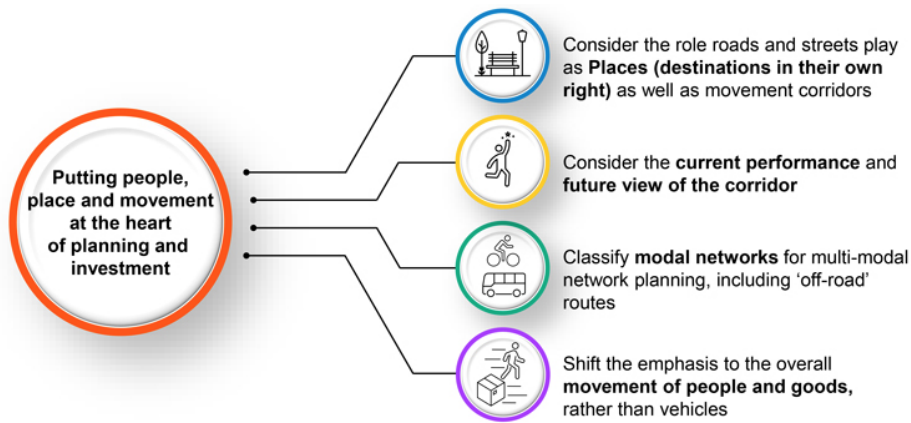 Putting people,
place and movement
at the heart
of planning and
investment
Consider the role roads and streets play
as Places (destinations in their own
right) as well as movement corridors
Consider the current performance and
future view of the corridor
Classify modal networks for multi-modal
network planning, including ‘off-road’
routes
Shift the emphasis to the overall
movement of people and goods,
rather than vehicles